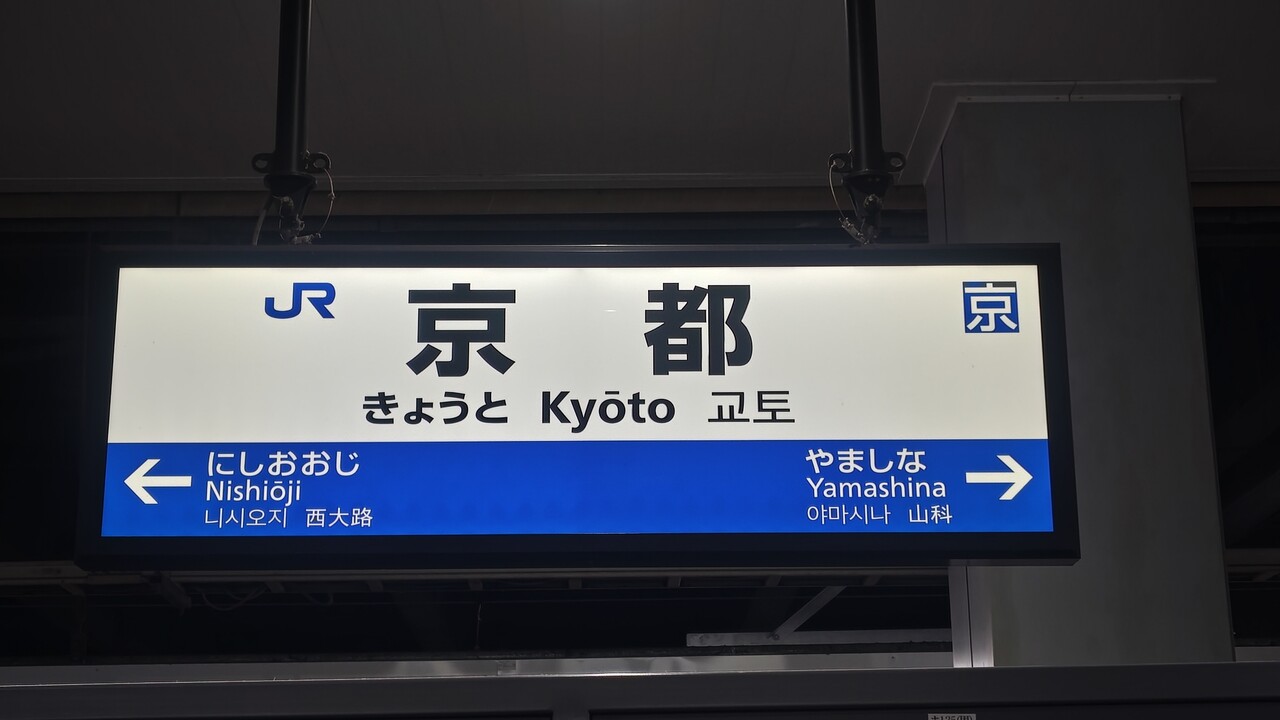 JR 京都 京
きょうと Kyōto 교토
にしおおじ
Nishiōji
니시오지 西大路
やましな
Yamashina
야마시나 山科